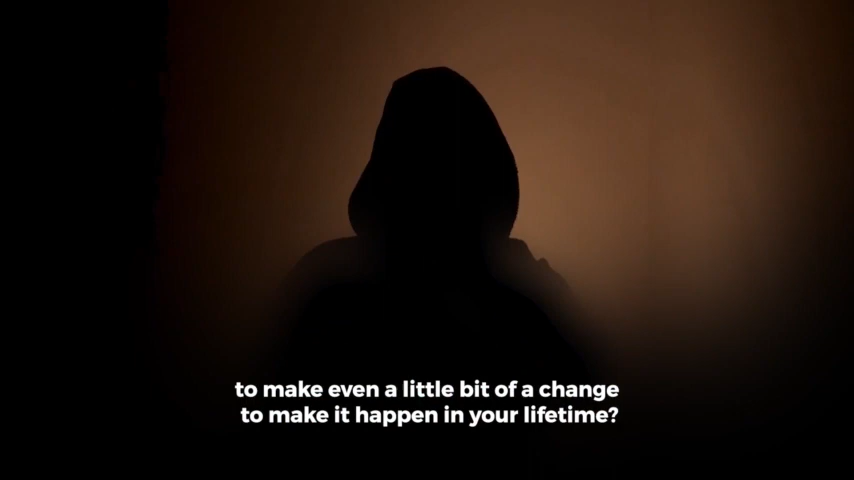 to make even a little bit of a change
to make it happen in your lifetime?